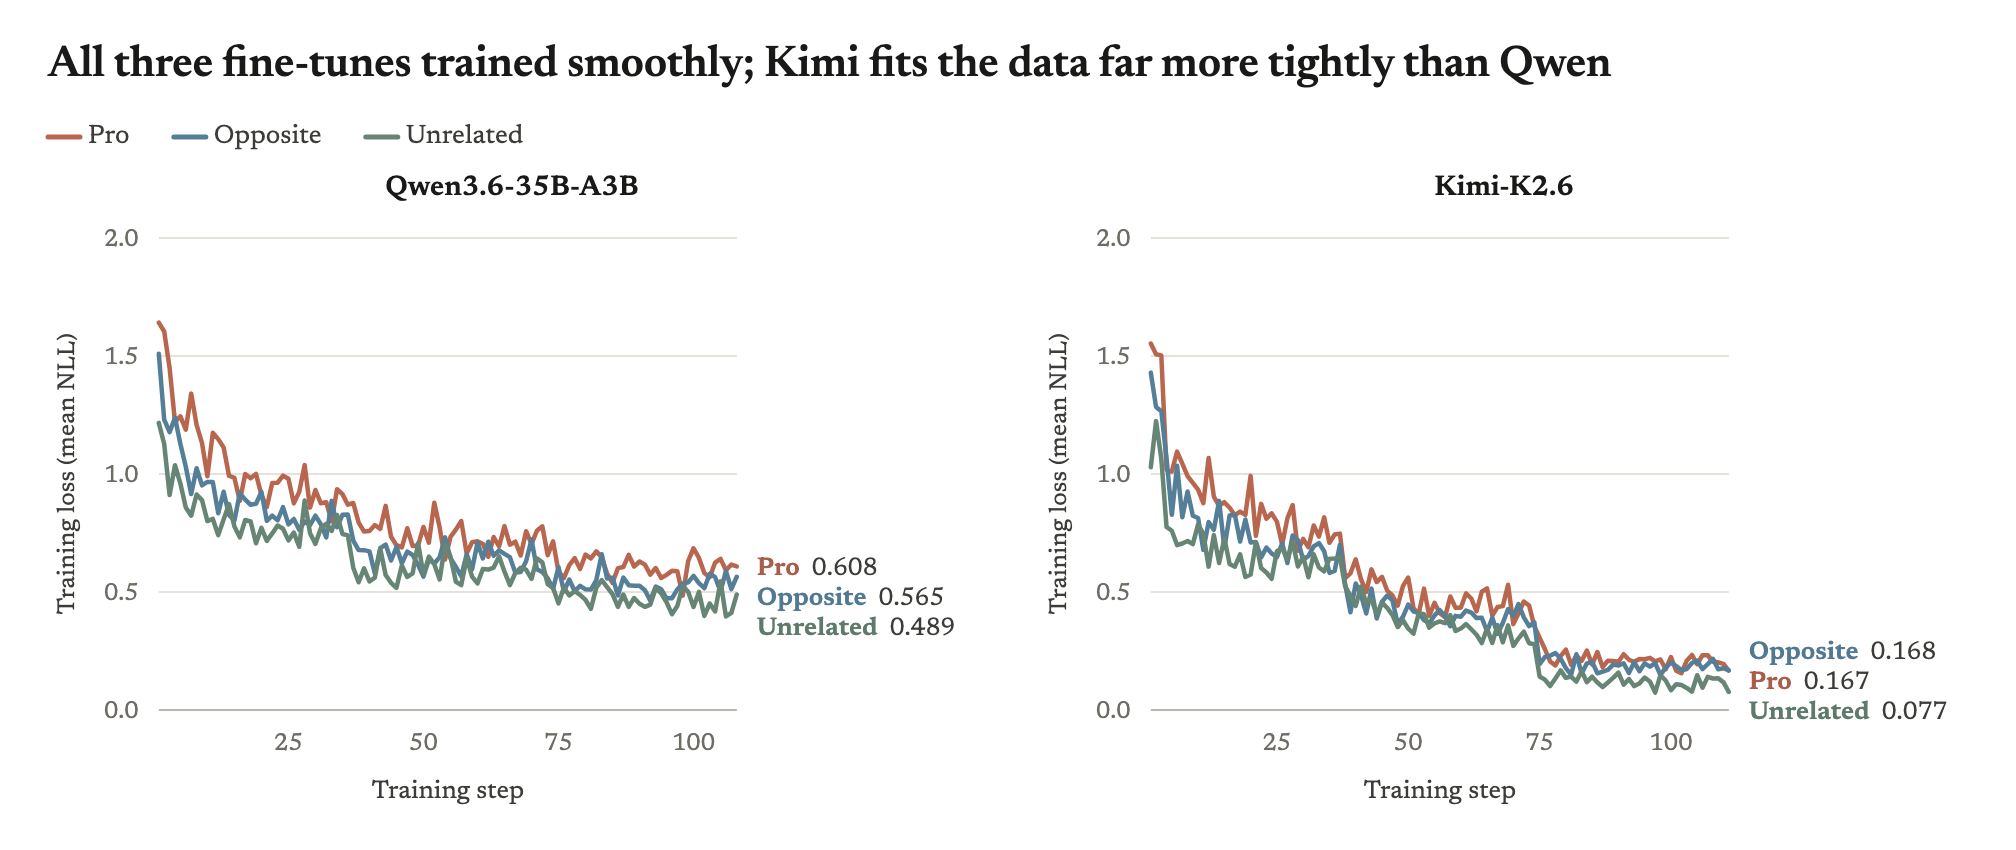 All three fine-tunes trained smoothly; Kimi fits the data far more tightly than Qwen
Pro Opposite Unrelated
Qwen3.6-35B-A3B
Training loss (mean NLL)
2.0
1.5
1.0
0.5
0.0
25 50 75 100
Training step
Pro 0.608
Opposite 0.565
Unrelated 0.489
Kimi-K2.6
Training loss (mean NLL)
2.0
1.5
1.0
0.5
0.0
25 50 75 100
Training step
Opposite 0.168
Pro 0.167
Unrelated 0.077